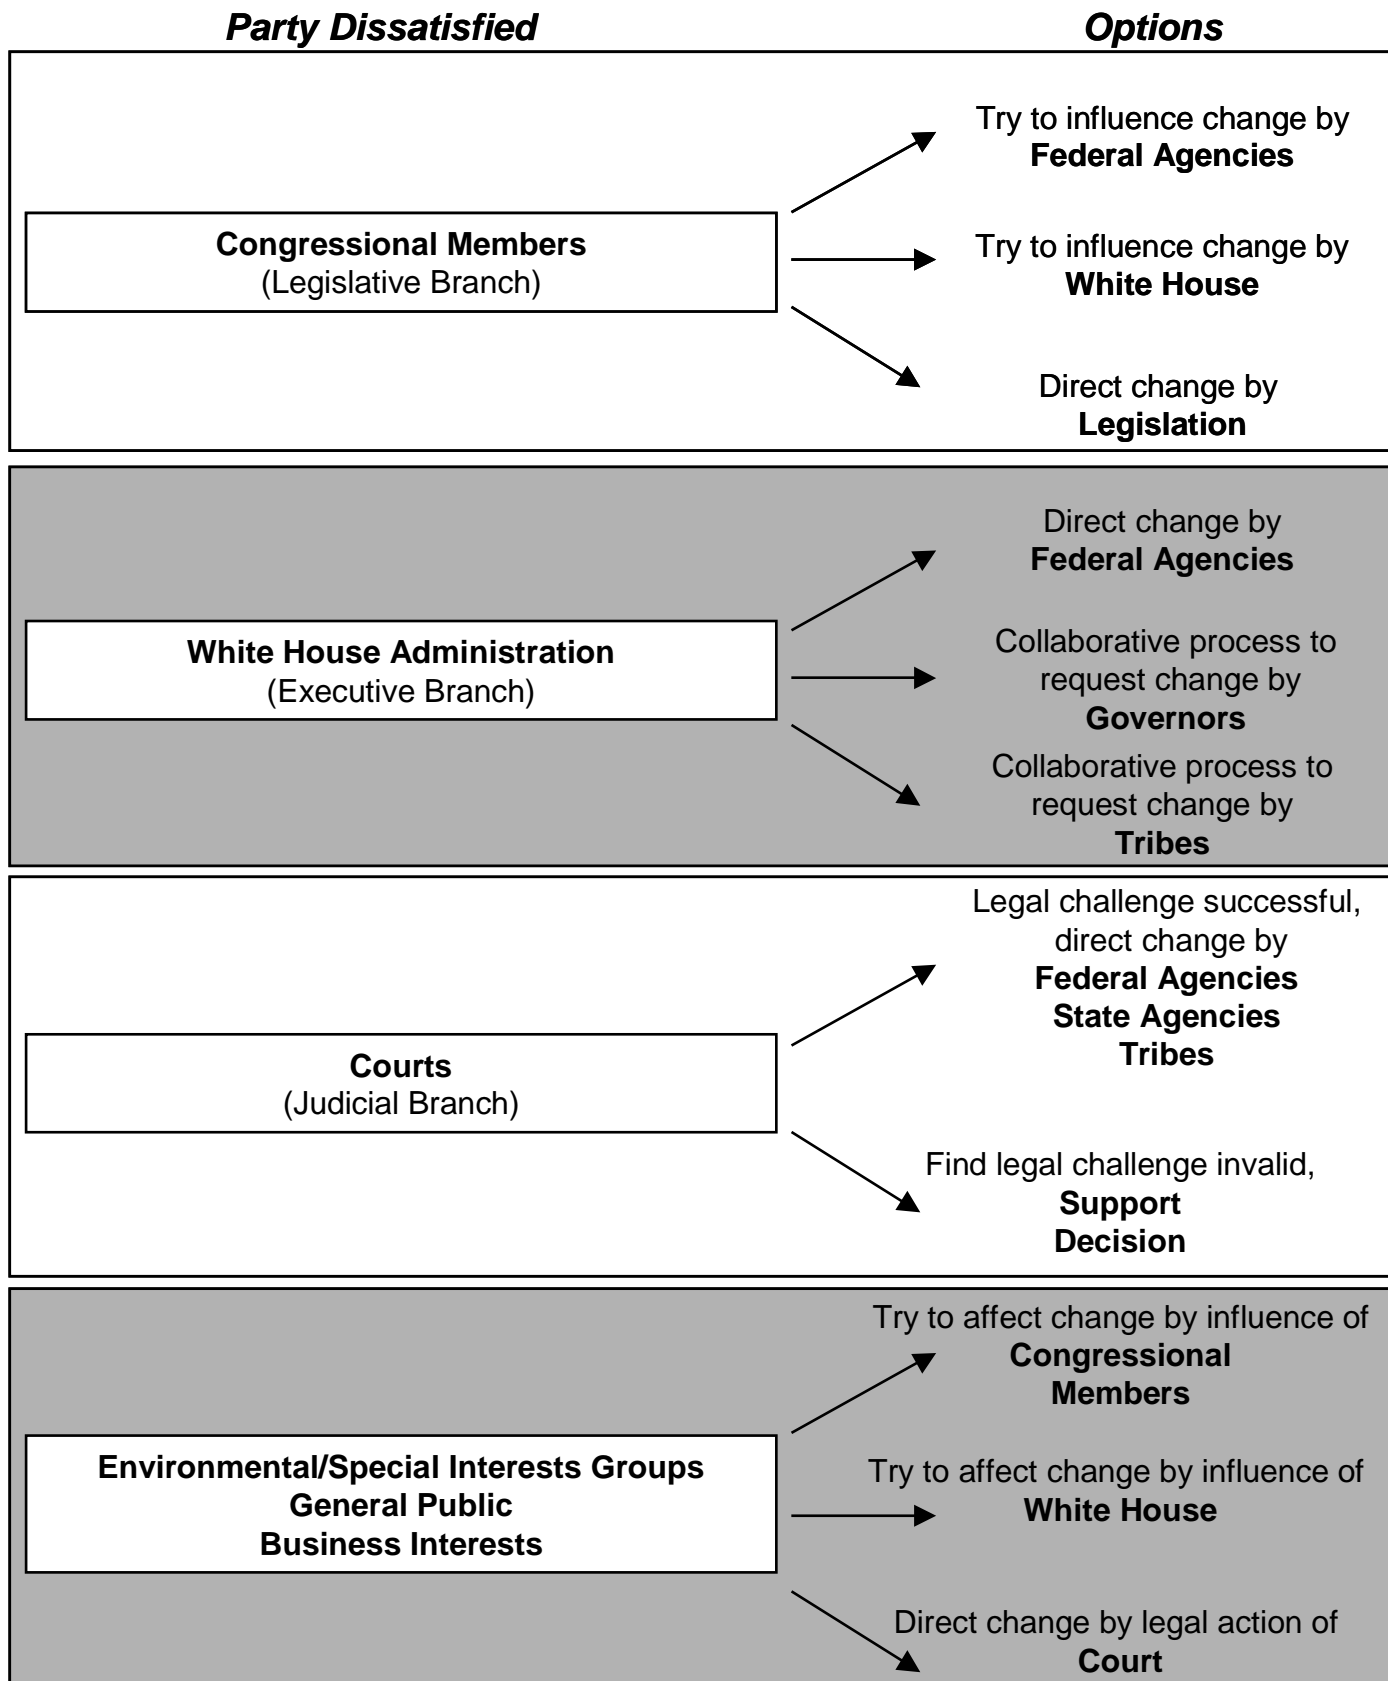 Party Dissatisfied
Options
Congressional Members
(Legislative Branch)
Try to influence change by
Federal Agencies
Try to influence change by
White House
Direct change by
Legislation
White House Administration
(Executive Branch)
Direct change by
Federal Agencies
Collaborative process to
request change by
Governors
Collaborative process to
request change by
Tribes
Courts
(Judicial Branch)
Legal challenge successful,
direct change by
Federal Agencies
State Agencies
Tribes
Find legal challenge invalid,
Support
Decision
Environmental/Special Interests Groups
General Public
Business Interests
Try to affect change by influence of
Congressional
Members
Try to affect change by influence of
White House
Direct change by legal action of
Court